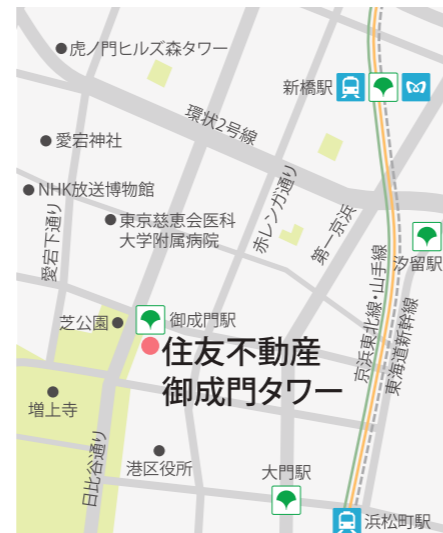 虎ノ門ヒルズ森タワー
新橋駅
環状2号線
愛宕神社
NHK放送博物館
東京慈恵会医科
大学附属病院
愛宕下通り
赤レンガ通り
第一京浜
汐留駅
京浜東北線・山手線
東海道新幹線
芝公園
御成門駅
住友不動産
御成門タワー
増上寺
日比谷通り
港区役所
大門駅
浜松町駅